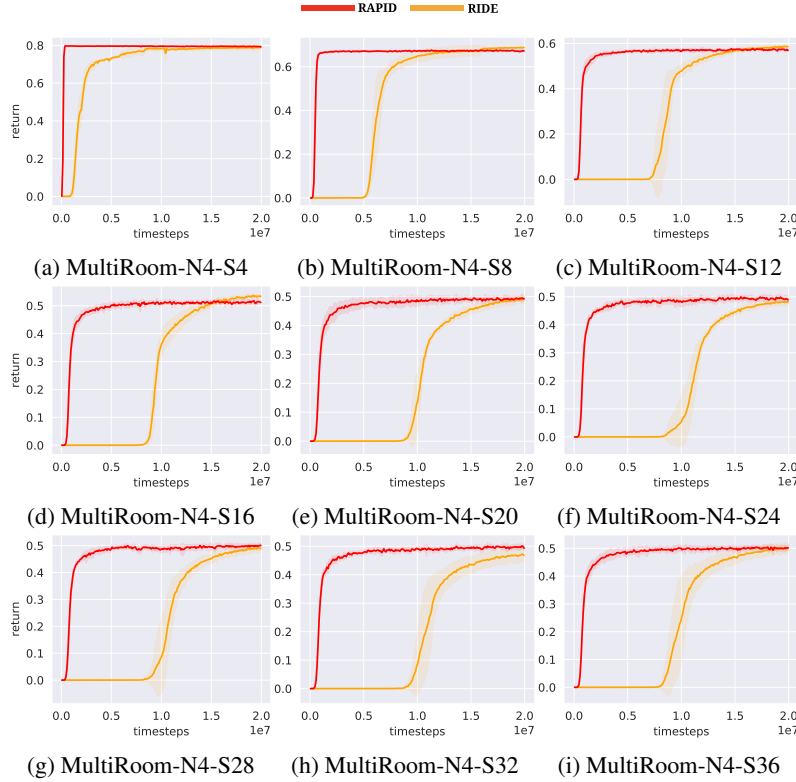 RAPID RIDE
return
0.8
0.6
0.4
0.2
0.0
0.0 0.5 1.0 1.5 2.0
timesteps 1e7
(a) MultiRoom-N4-S4
0.6
0.4
0.2
0.0
0.0 0.5 1.0 1.5 2.0
timesteps 1e7
(b) MultiRoom-N4-S8
0.6
0.4
0.2
0.0
0.0 0.5 1.0 1.5 2.0
timesteps 1e7
(c) MultiRoom-N4-S12
return
0.5
0.4
0.3
0.2
0.1
0.0
0.0 0.5 1.0 1.5 2.0
timesteps 1e7
(d) MultiRoom-N4-S16
0.5
0.4
0.3
0.2
0.1
0.0
0.0 0.5 1.0 1.5 2.0
timesteps 1e7
(e) MultiRoom-N4-S20
0.5
0.4
0.3
0.2
0.1
0.0
0.0 0.5 1.0 1.5 2.0
timesteps 1e7
(f) MultiRoom-N4-S24
return
0.5
0.4
0.3
0.2
0.1
0.0
0.0 0.5 1.0 1.5 2.0
timesteps 1e7
(g) MultiRoom-N4-S28
0.5
0.4
0.3
0.2
0.1
0.0
0.0 0.5 1.0 1.5 2.0
timesteps 1e7
(h) MultiRoom-N4-S32
0.5
0.4
0.3
0.2
0.1
0.0
0.0 0.5 1.0 1.5 2.0
timesteps 1e7
(i) MultiRoom-N4-S36